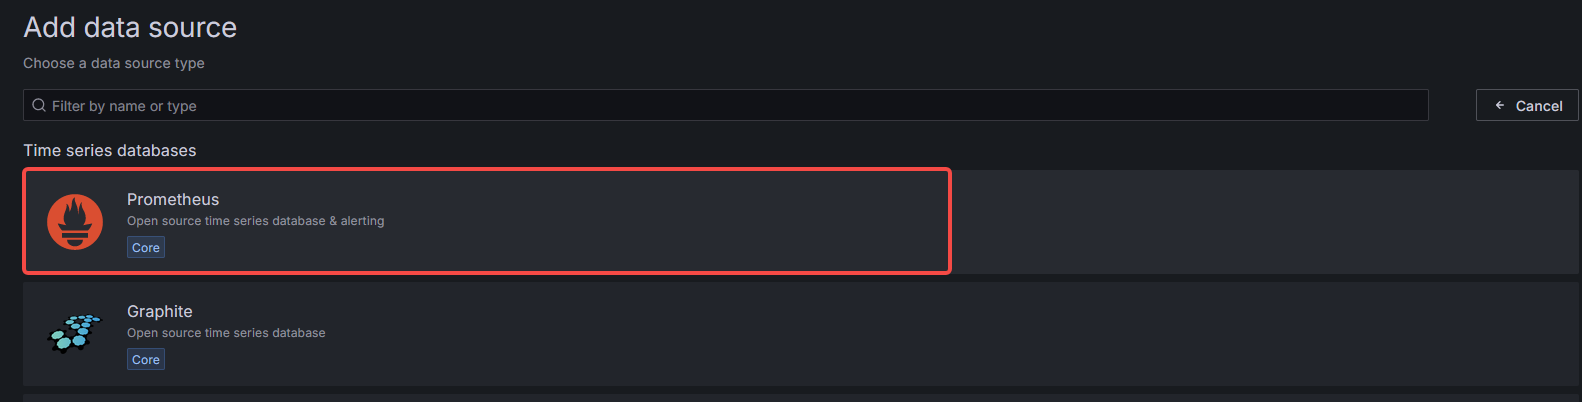 Add data source
Choose a data source type
Filter by name or type
Cancel
Time series databases
Prometheus
Open source time series database & alerting
Core
Graphite
Open source time series database
Core